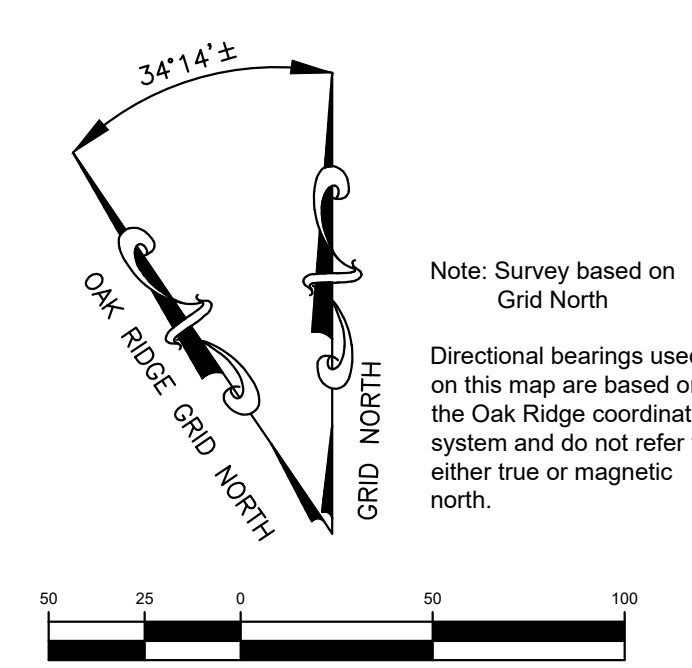 34°14'±
OAK RIDGE GRID NORTH
GRID NORTH
Note: Survey based on
Grid North
Directional bearings used
on this map are based on
the Oak Ridge coordinat
system and do not refer
either true or magnetic
north.
50 25 0 50 100